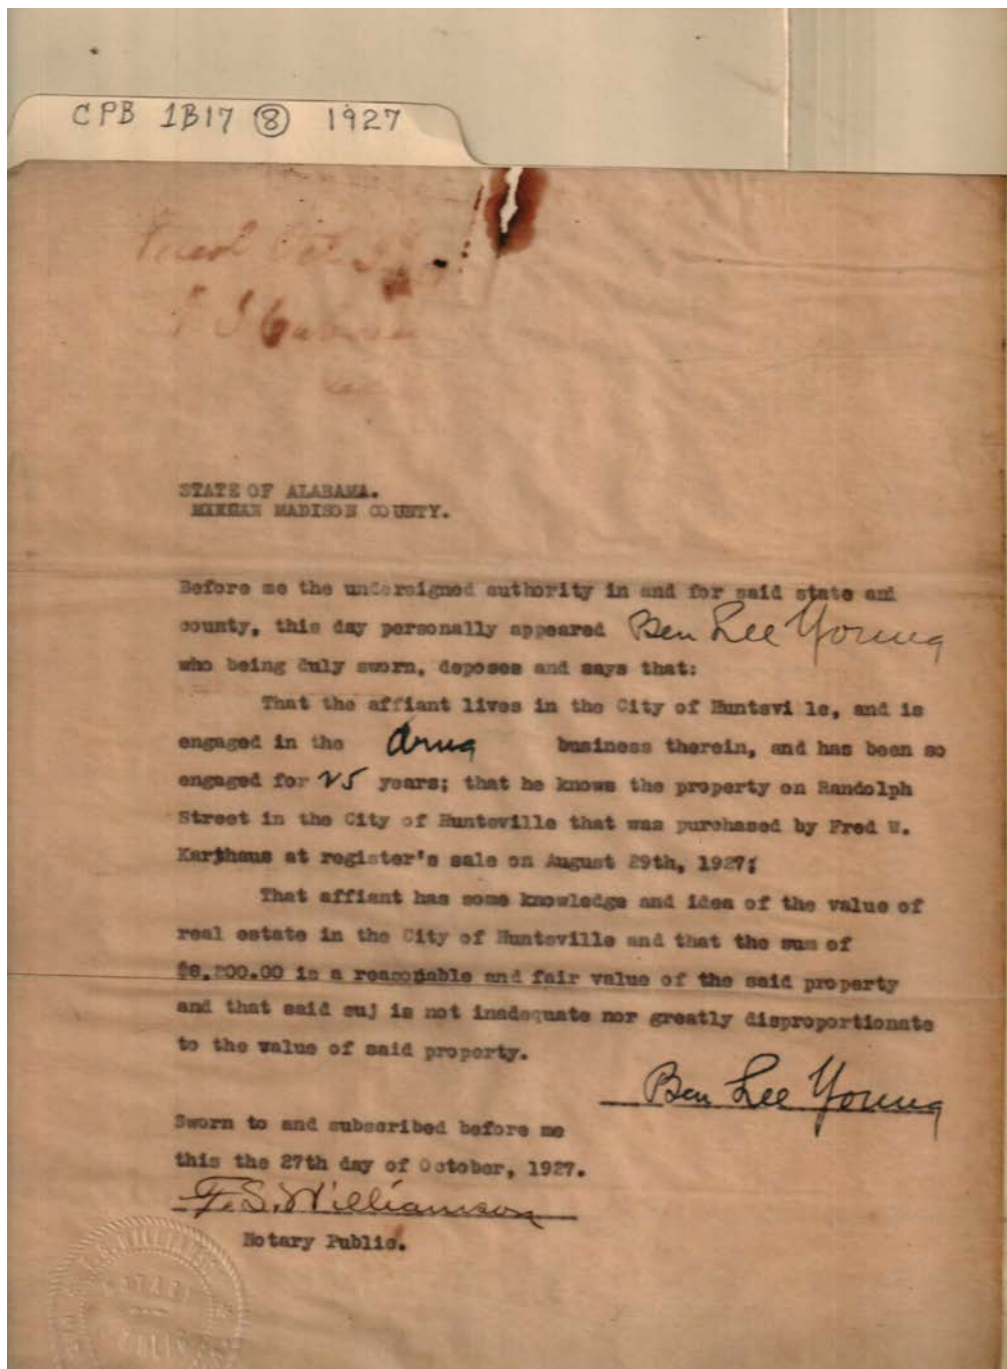 CPB 1B17 ⑧ 1927
STATE OF ALABAMA.
MADISON COUNTY.
Before me the undersigned authority in and for said state and
county, this day personally appeared Ben Lee Young
who being duly sworn, deposes and says that:
That the affiant lives in the City of Huntsvi le, and is
engaged in the drug business therein, and has been so
engaged for 25 years; that he knows the property on Randolph
Street in the City of Huntsville that was purchased by Fred W.
Karthaus at register's sale on August 29th, 1927;
That affiant has some knowledge and idea of the value of
real estate in the City of Huntsville and that the sum of
is a reasonable and fair value of the said property
and that said suj is not inadequate nor greatly disproportionate
to the value of said property.
Ben Lee Young
Sworn to and subscribed before me
this the 27th day of October, 1927.
F. S. Williamson
Notary Public.